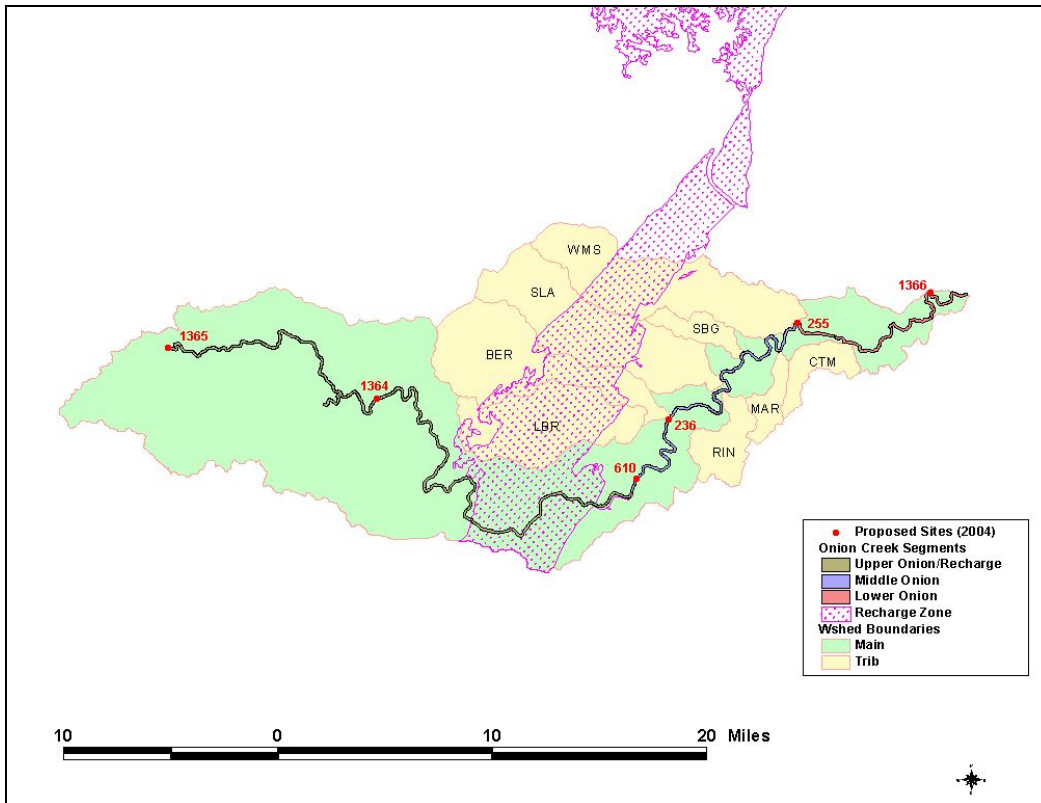 WMS
SLA
1366
1365
255
SBG
BER
CTM
1364
MAR
LBR
236
RIN
610
Proposed Sites (2004)
Onion Creek Segments
Upper Onion/Recharge
Middle Onion
Lower Onion
Recharge Zone
Wshed Boundaries
Main
Trib
10 0 10 20 Miles